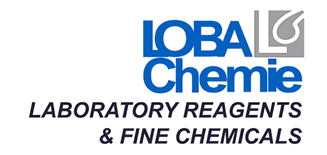 LOBA
Chemie
LABORATORY REAGENTS
& FINE CHEMICALS